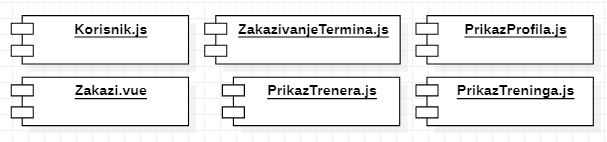 Korisnik.js
ZakazivanjeTermina.js
PrikazProfila.js
Zakazi.vue
PrikazTrenera.js
PrikazTreninga.js